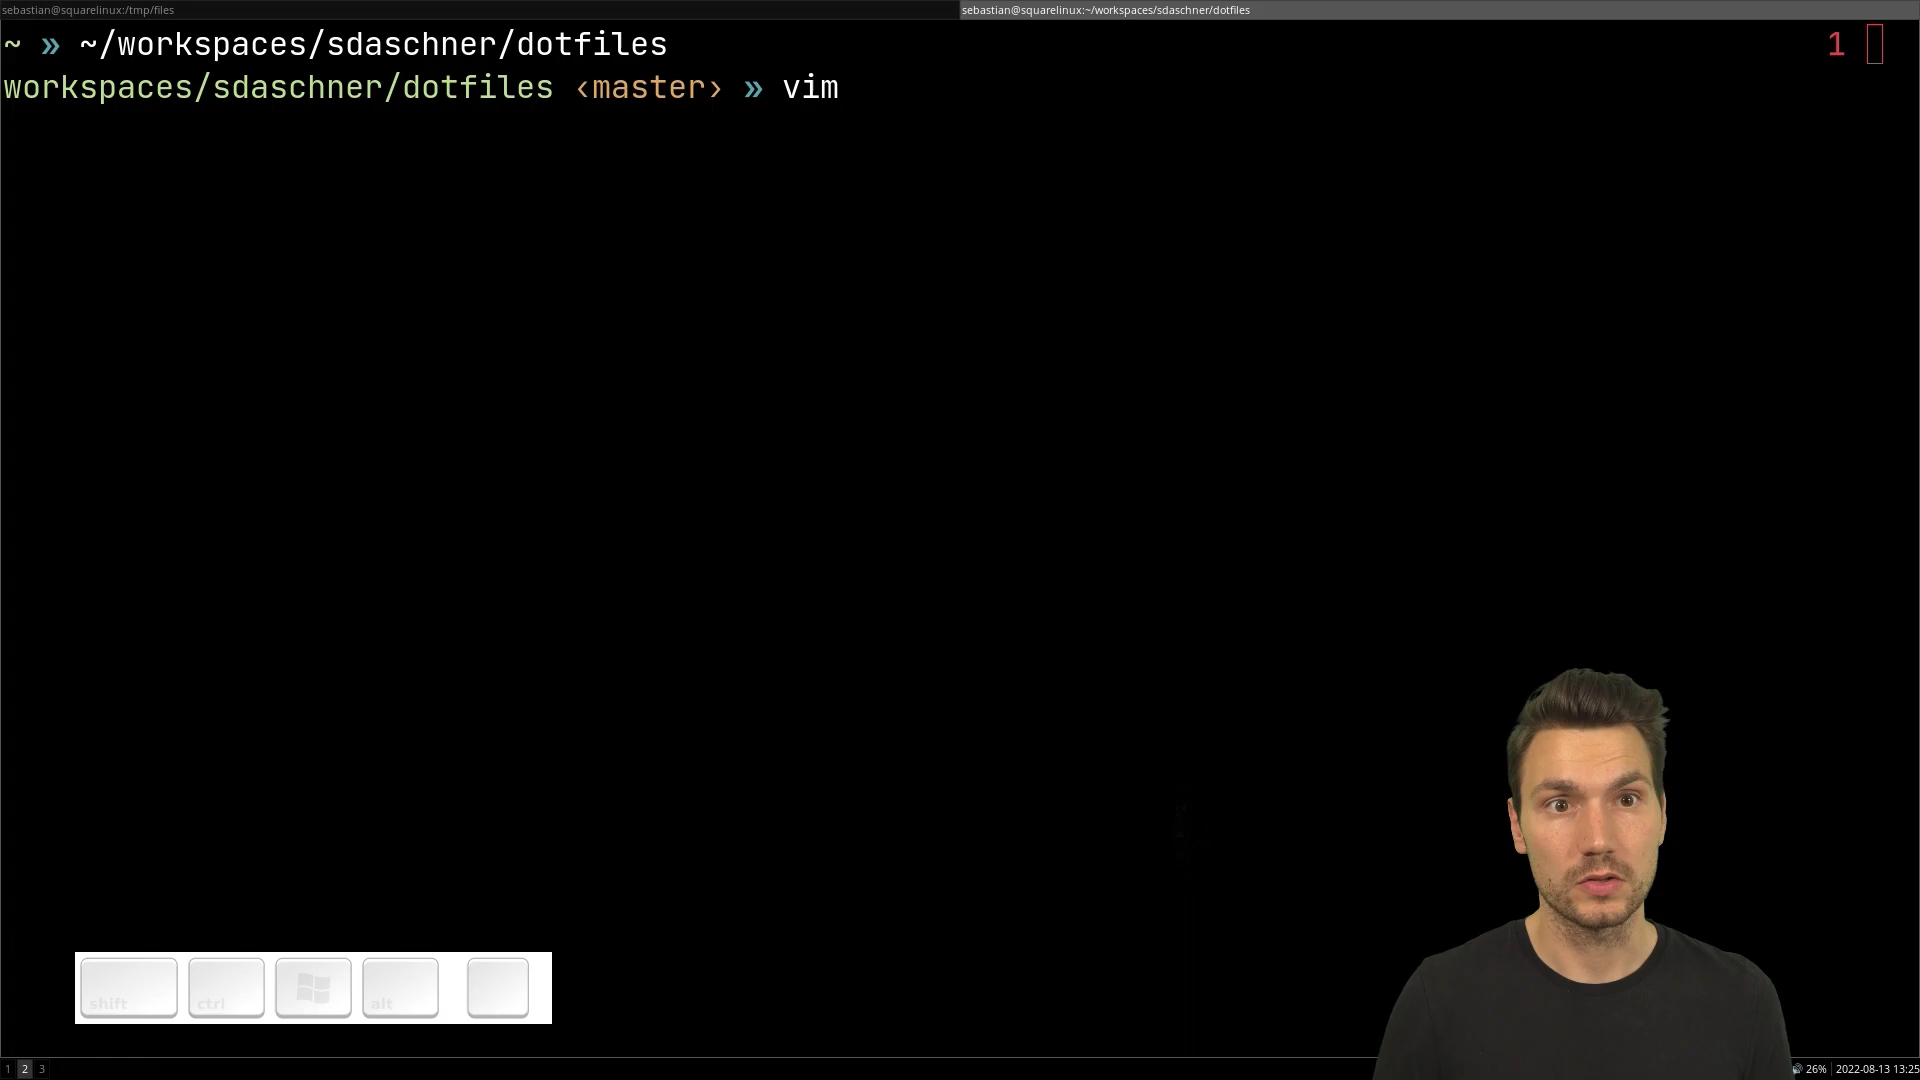 sebastian@squarelinux:/tmp/files
sebastian@squarelinux:~/workspaces/sdaschner/dotfiles
~ » ~/workspaces/sdaschner/dotfiles 1
workspaces/sdaschner/dotfiles ‹master› » vim
shift ctrl alt
1 2 3
26% 2022-08-13 13:25